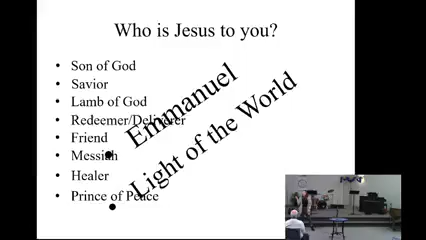 Who is Jesus to you?
• Son of God
• Savior
• Lamb of God
• Redeemer/Deliverer
• Friend
• Messiah
• Healer
• Prince of Peace
• Emmanuel
• Light of the World